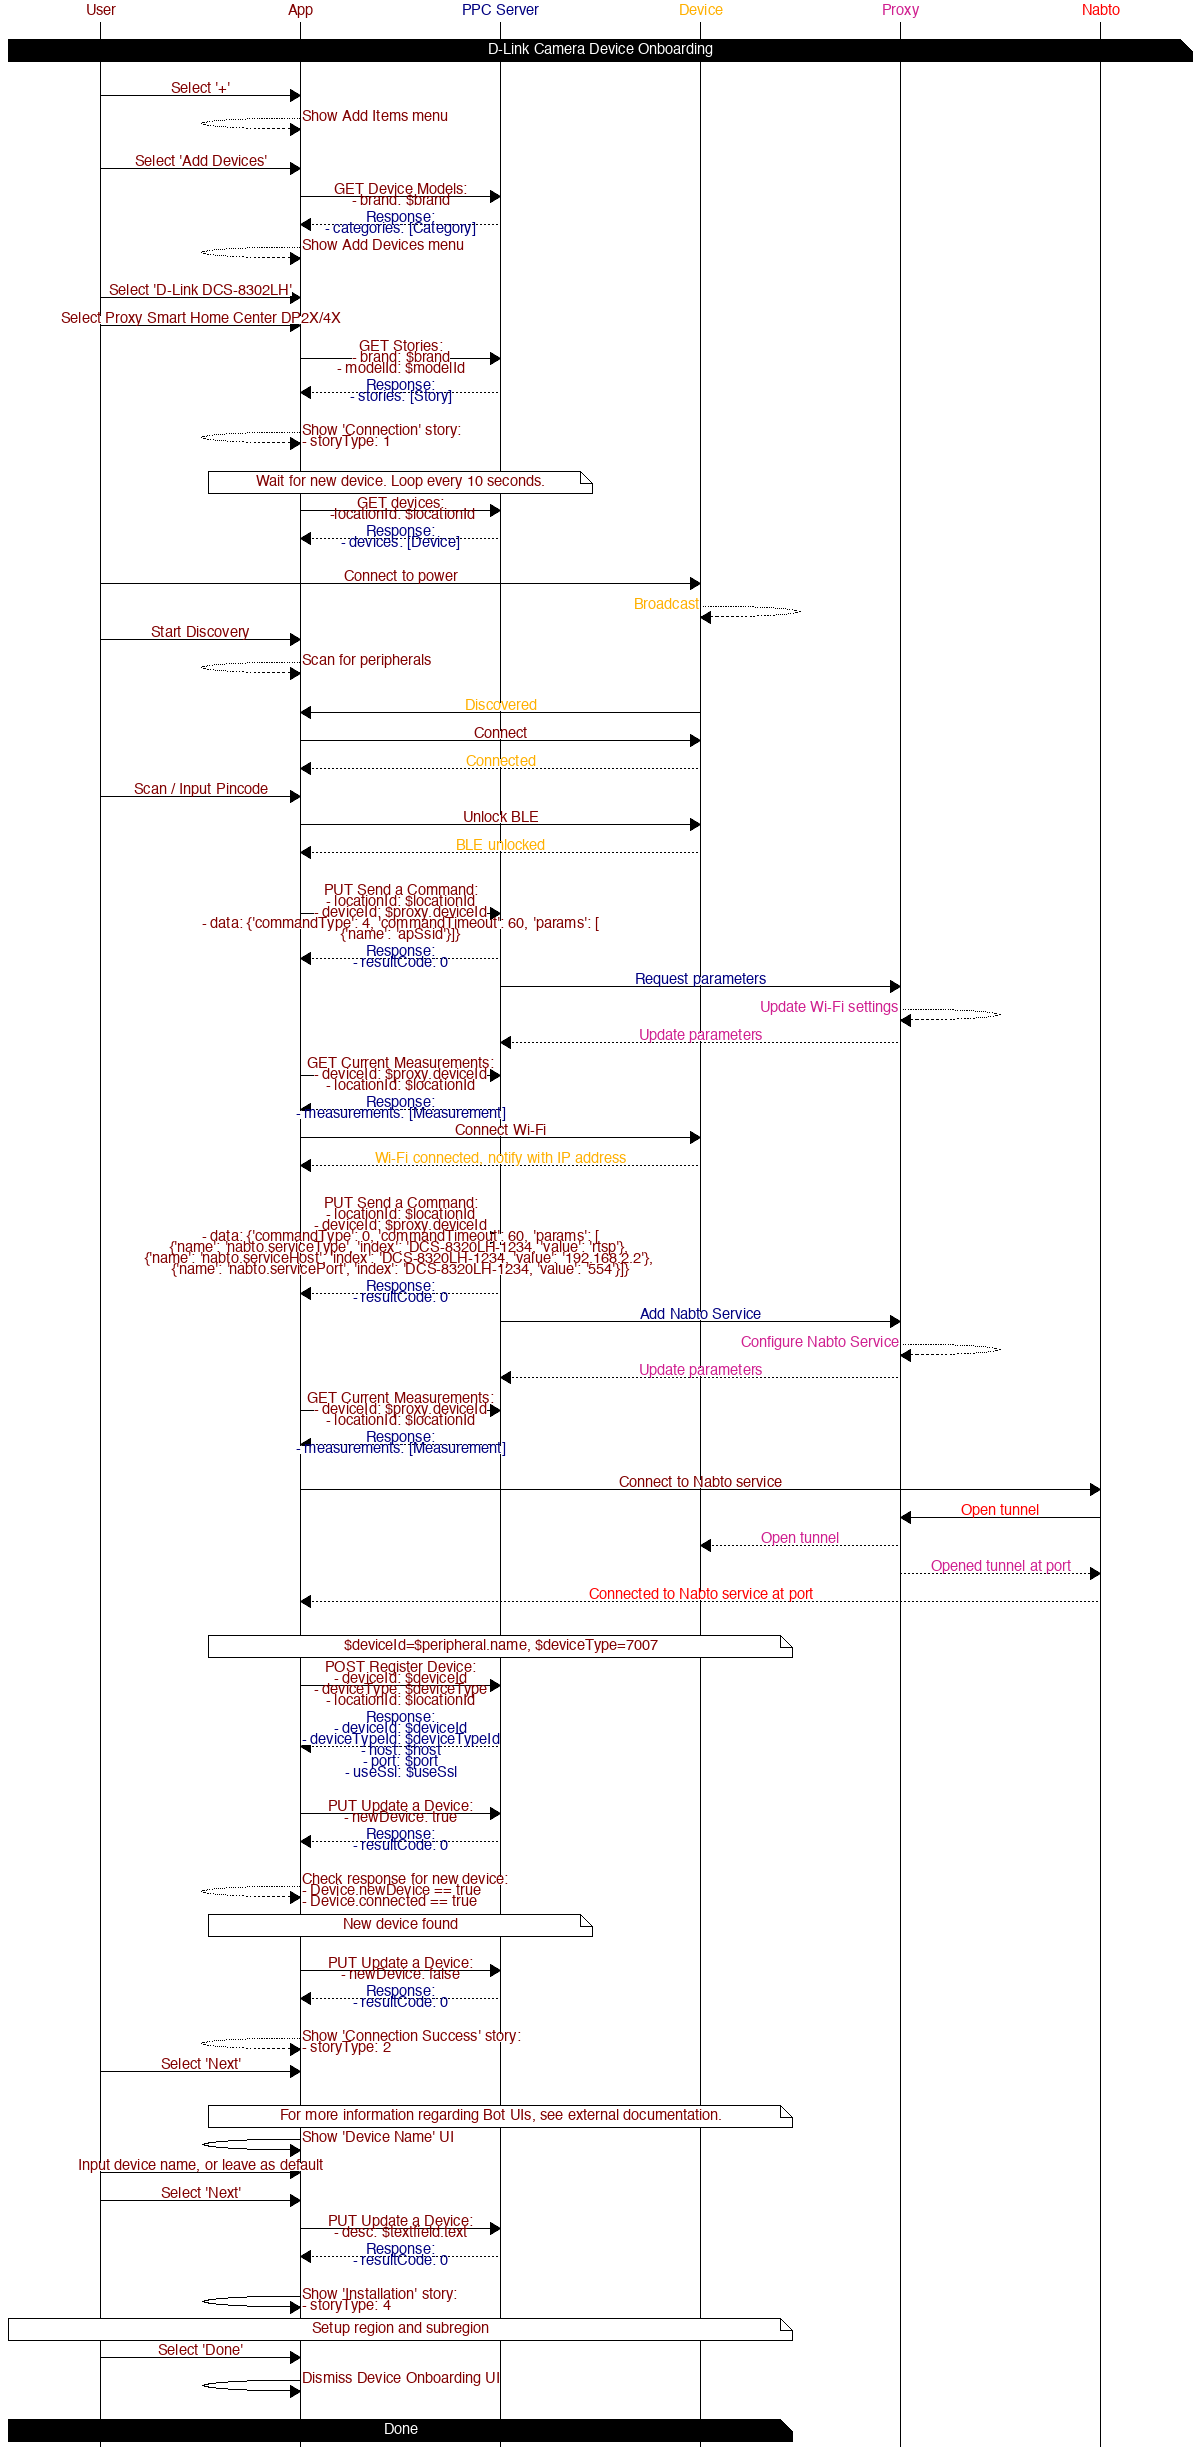 User App PPC Server Device Proxy Nabto
D-Link Camera Device Onboarding
Select '+'
Show Add Items menu
Select 'Add Devices'
GET Device Models:
- brand: $brand
Response:
- categories: [Category]
Show Add Devices menu
Select 'D-Link DCS-8302LH'
Select Proxy Smart Home Center DP2X/4X
GET Stories:
- brand: $brand
- modelId: $modelId
Response:
- stories: [Story]
Show 'Connection' story:
- storyType: 1
Wait for new device. Loop every 10 seconds.
GET devices:
-locationId: $locationId
Response:
- devices: [Device]
Connect to power
Broadcast
Start Discovery
Scan for peripherals
Discovered
Connect
Connected
Scan / Input Pincode
Unlock BLE
BLE unlocked
PUT Send a Command:
- locationId: $locationId
- deviceId: $proxy.deviceId
- data: {'commandType': 4, 'commandTimeout': 60, 'params': [
{'name': 'apSsid'}]}
Response:
- resultCode: 0
Request parameters
Update Wi-Fi settings
Update parameters
GET Current Measurements:
- deviceId: $proxy.deviceId
- locationId: $locationId
Response:
- measurements: [Measurement]
Connect Wi-Fi
Wi-Fi connected, notify with IP address
PUT Send a Command:
- locationId: $locationId
- deviceId: $proxy.deviceId
- data: {'commandType': 0, 'commandTimeout": 60, 'params': [
{'name': 'nabto.serviceType', 'index': 'DCS-8320LH-1234, 'value': 'rtsp'},
{'name': 'nabto.serviceHost', 'index': 'DCS-8320LH-1234, 'value': '192.168.2.2'},
{'name': 'nabto.servicePort', 'index': 'DCS-8320LH-1234, 'value': '554'}]}
Response:
- resultCode: 0
Add Nabto Service
Configure Nabto Service
Update parameters
GET Current Measurements:
- deviceId: $proxy.deviceId
- locationId: $locationId
Response:
- measurements: [Measurement]
Connect to Nabto service
Open tunnel
Open tunnel
Opened tunnel at port
Connected to Nabto service at port
$deviceId=$peripheral.name, $deviceType=7007
POST Register Device:
- deviceId: $deviceId
- deviceType: $deviceType
- locationId: $locationId
Response:
- deviceId: $deviceId
- deviceTypeId: $deviceTypeId
- host: $host
- port: $port
- useSsl: $useSsl
PUT Update a Device:
- newDevice: true
Response:
- resultCode: 0
Check response for new device:
- Device.newDevice == true
- Device.connected == true
New device found
PUT Update a Device:
- newDevice: false
Response:
- resultCode: 0
Show 'Connection Success' story:
- storyType: 2
Select 'Next'
For more information regarding Bot UIs, see external documentation.
Show 'Device Name' UI
Input device name, or leave as default
Select 'Next'
PUT Update a Device:
- desc: $textfield.text
Response:
- resultCode: 0
Show 'Installation' story:
- storyType: 4
Setup region and subregion
Select 'Done'
Dismiss Device Onboarding UI
Done